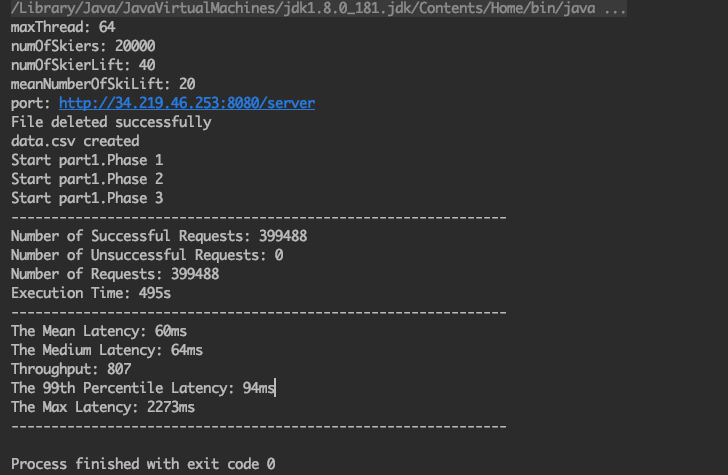 /Library/Java/JavaVirtualMachines/jdk1.8.0_181.jdk/Contents/Home/bin/java ...
maxThread: 64
numOfSkiers: 20000
numOfSkierLift: 40
meanNumberOfSkiLift: 20
port: http://34.219.46.253:8080/server
File deleted successfully
data.csv created
Start part1.Phase 1
Start part1.Phase 2
Start part1.Phase 3
--------------------------------------------------------------
Number of Successful Requests: 399488
Number of Unsuccessful Requests: 0
Number of Requests: 399488
Execution Time: 495s
--------------------------------------------------------------
The Mean Latency: 60ms
The Medium Latency: 64ms
Throughput: 807
The 99th Percentile Latency: 94ms
The Max Latency: 2273ms
--------------------------------------------------------------
Process finished with exit code 0